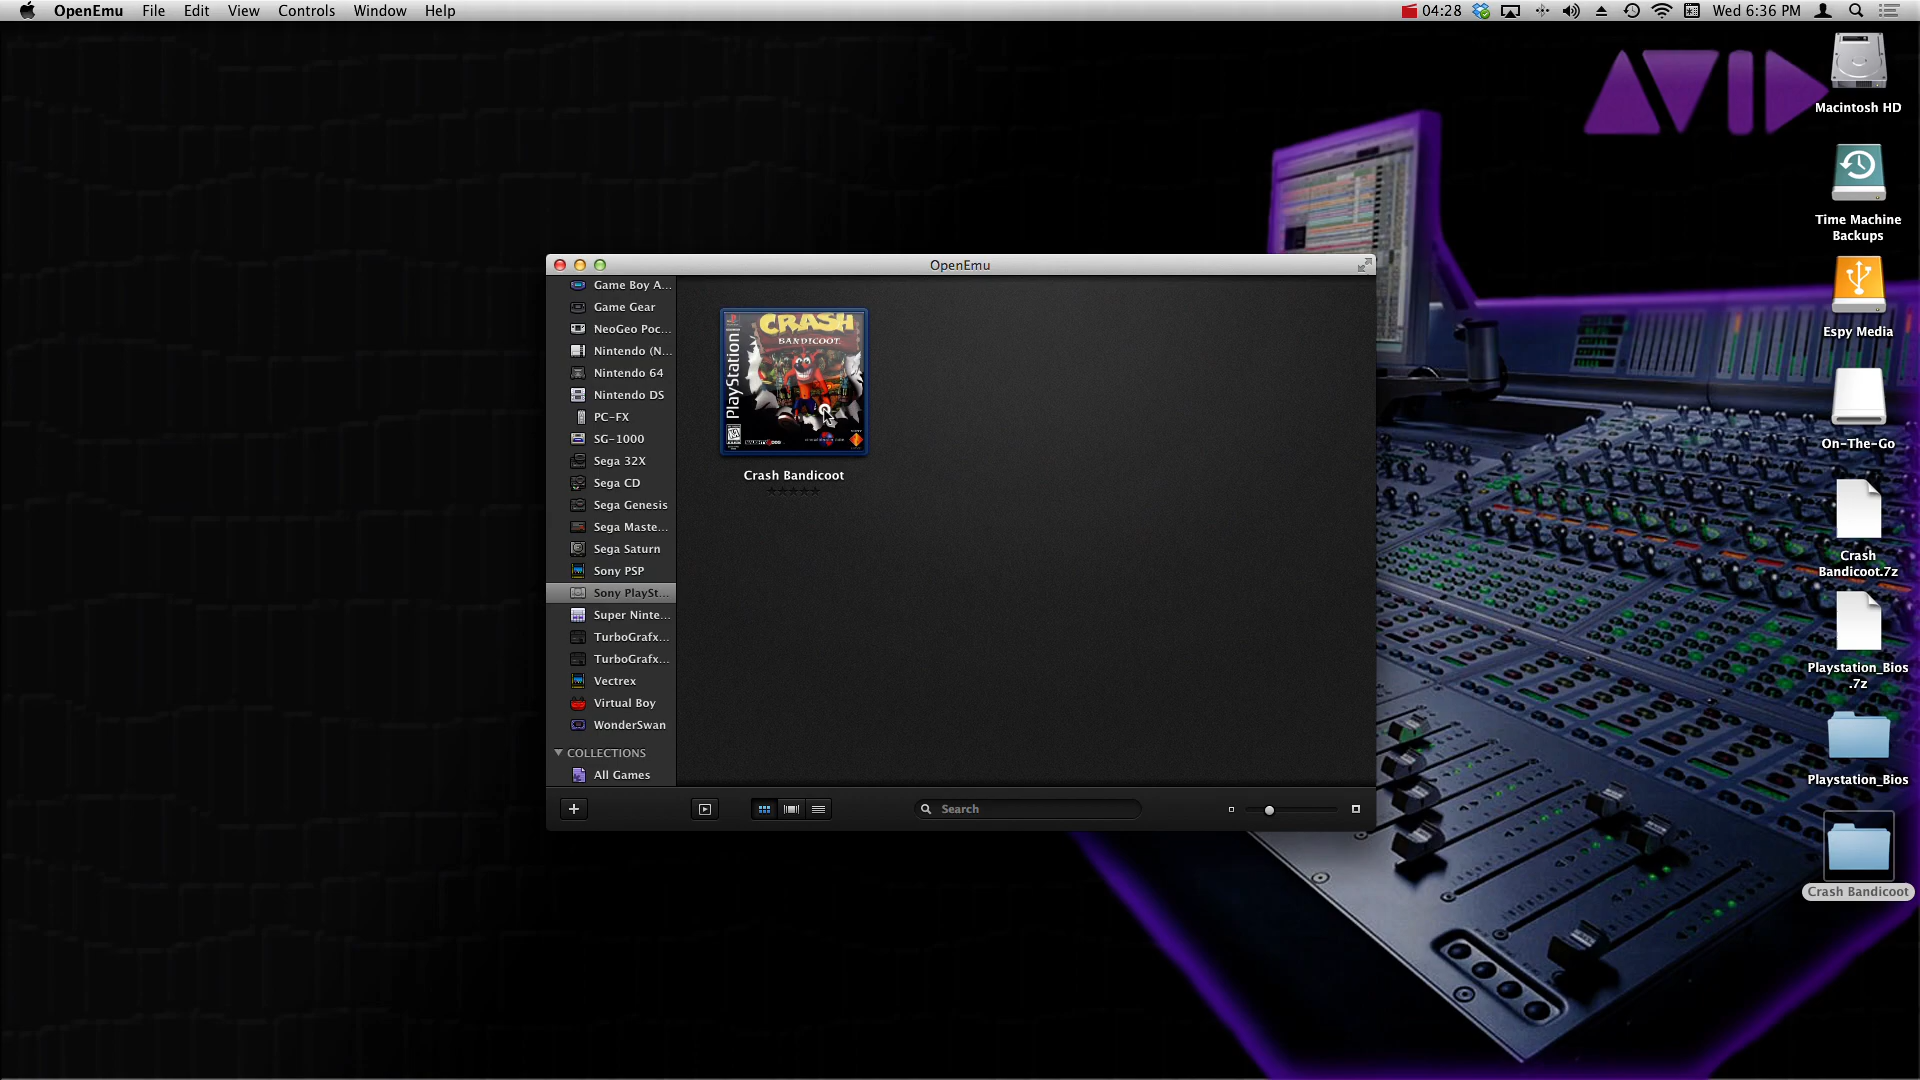 OpenEmu File Edit View Controls Window Help 04:28 Wed 6:36 PM
AVID
Macintosh HD
Time Machine
Backups
Espy Media
On-The-Go
Crash
Bandicoot.7z
Playstation_Bios
.7z
Playstation_Bios
Crash Bandicoot
OpenEmu
Game Boy A...
Game Gear
NeoGeo Poc...
Nintendo (N...
Nintendo 64
Nintendo DS
PC-FX
SG-1000
Sega 32X
Sega CD
Sega Genesis
Sega Maste...
Sega Saturn
Sony PSP
Sony PlaySt...
Super Ninte...
TurboGrafx...
TurboGrafx...
Vectrex
Virtual Boy
WonderSwan
COLLECTIONS
All Games
PlayStation
CRASH
BANDICOOT
Crash Bandicoot
Search